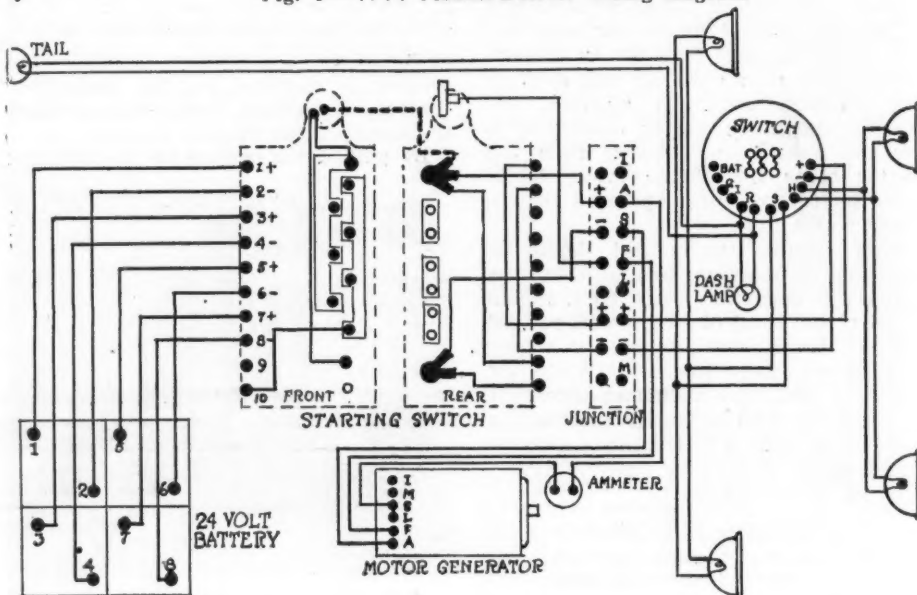 TAIL
SWITCH
BAT
I
R
S
H
-
+
DASH
LAMP
1+
2-
3+
4-
5+
6-
7+
8-
9
10
FRONT
REAR
STARTING SWITCH
I
+ A
- S
F
L
+ +
- -
M
JUNCTION
AMMETER
1
2
3
4
5
6
7
8
24 VOLT
BATTERY
I
M
S
L
F
A
MOTOR GENERATOR